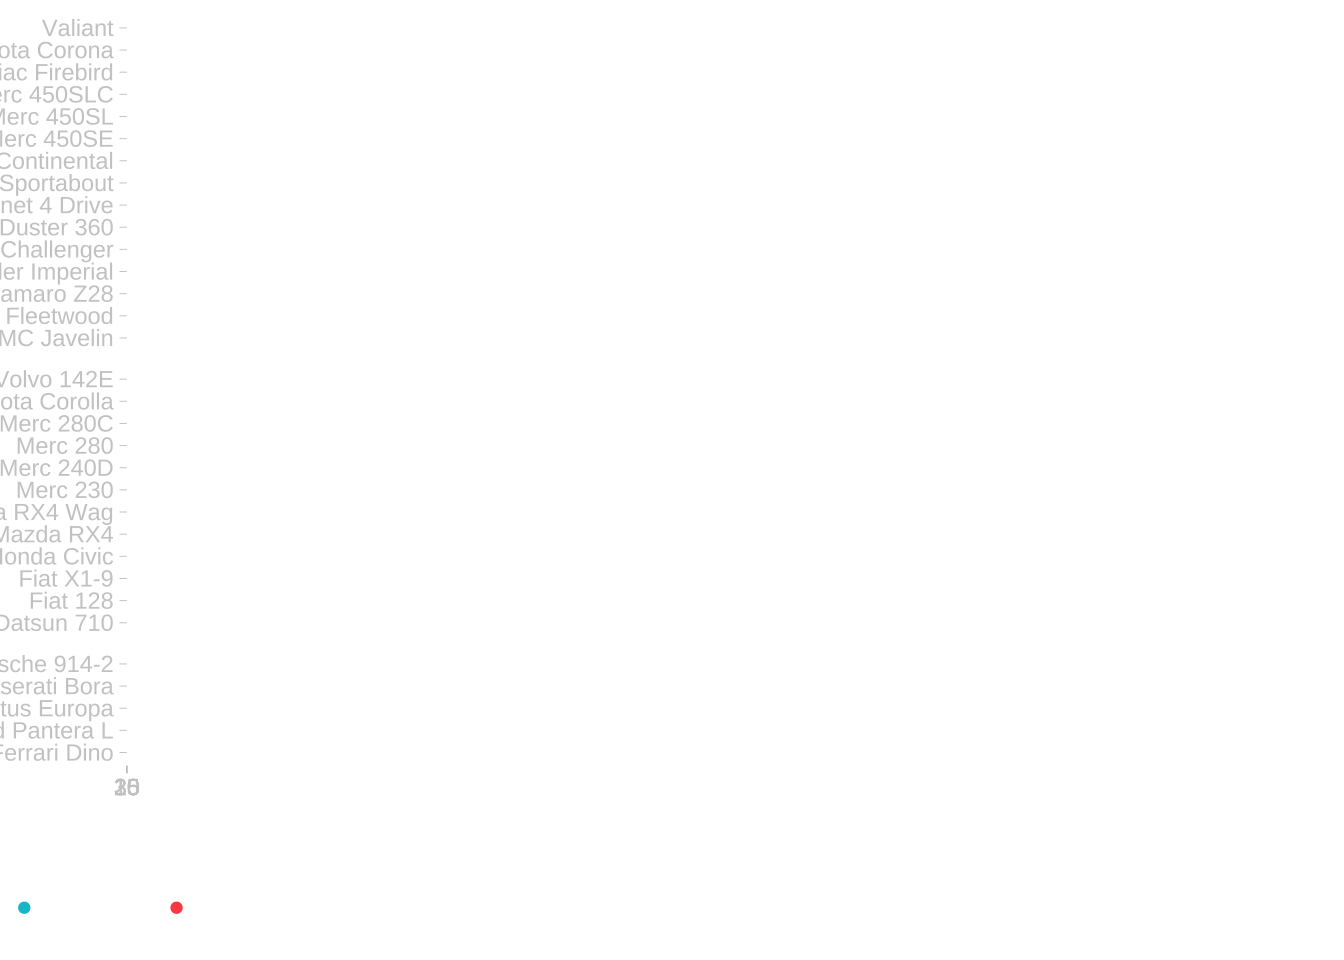 Valiant
ota Corona
iac Firebird
erc 450SLC
Merc 450SL
Merc 450SE
Continental
Sportabout
net 4 Drive
Duster 360
Challenger
ler Imperial
amaro Z28
Fleetwood
MC Javelin
Volvo 142E
ota Corolla
Merc 280C
Merc 280
Merc 240D
Merc 230
a RX4 Wag
Mazda RX4
Honda Civic
Fiat X1-9
Fiat 128
Datsun 710
sche 914-2
serati Bora
tus Europa
d Pantera L
Ferrari Dino